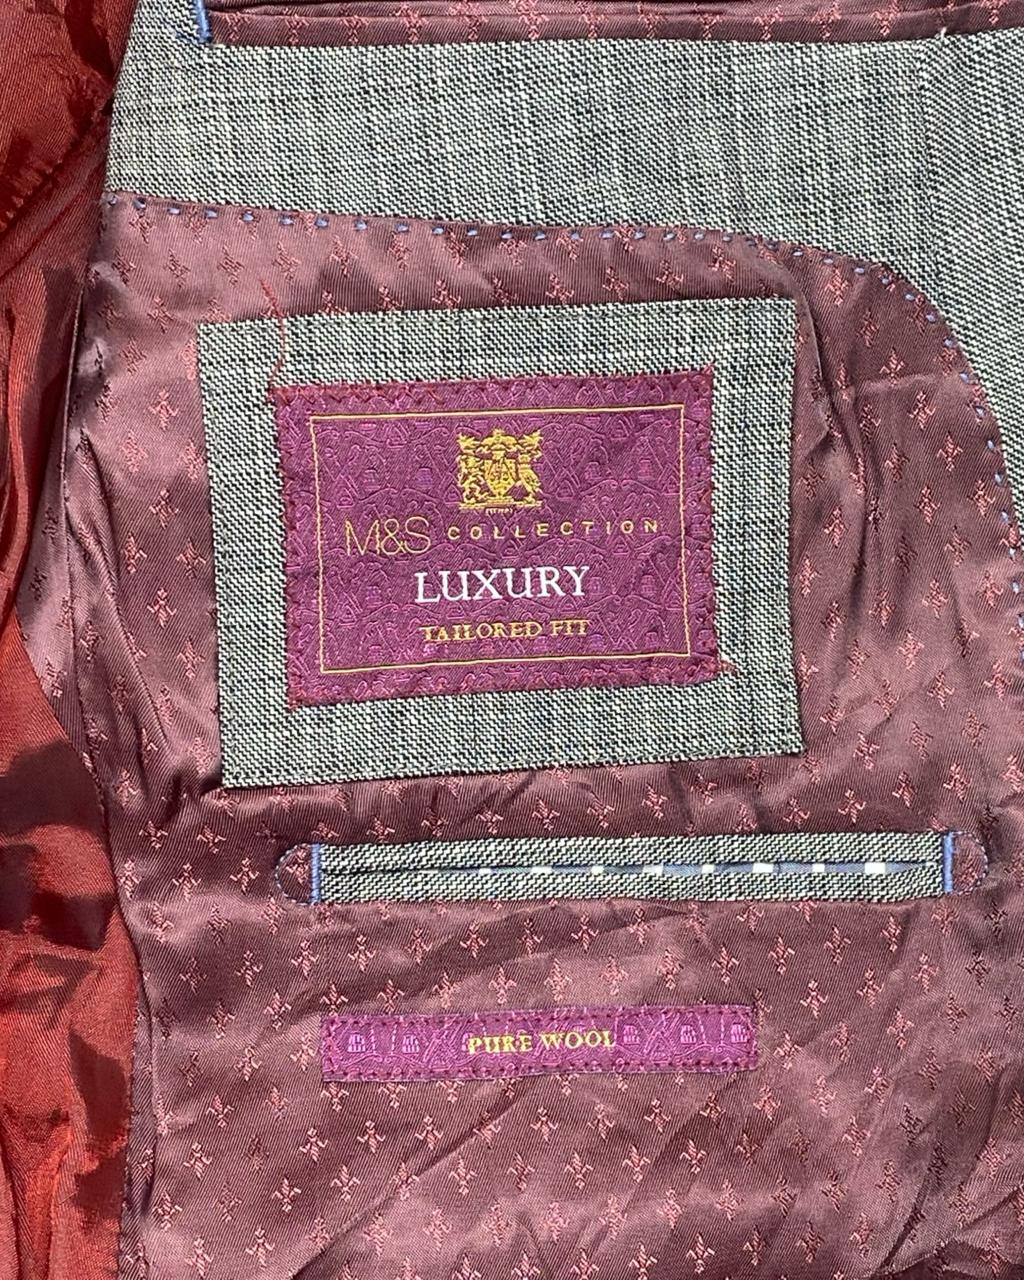 M&S COLLECTION
LUXURY
TAILORED FIT
PURE WOOL